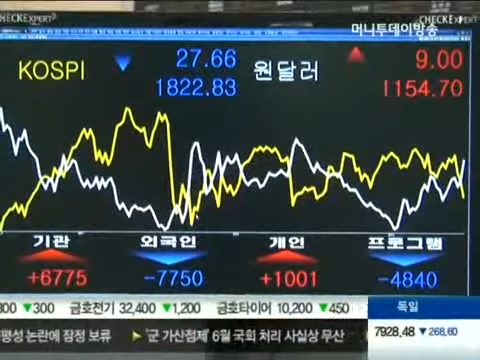 CHECKEXPERT
CHECKEXPERT
머니투데이방송
KOSPI ▼ 27.66
1822.83
원달러 ▲ 9.00
1154.70
기관 외국인 개인 프로그램
+6775 -7750 +1001 -4840
300 ▼300 금호전기 32,400 ▼1,200 금호타이어 10,200 ▼450
독일
평성 논란에 잠정 보류 ▶ '군 가산점제' 6월 국회 처리 사실상 무산
7928.48 ▼268.60